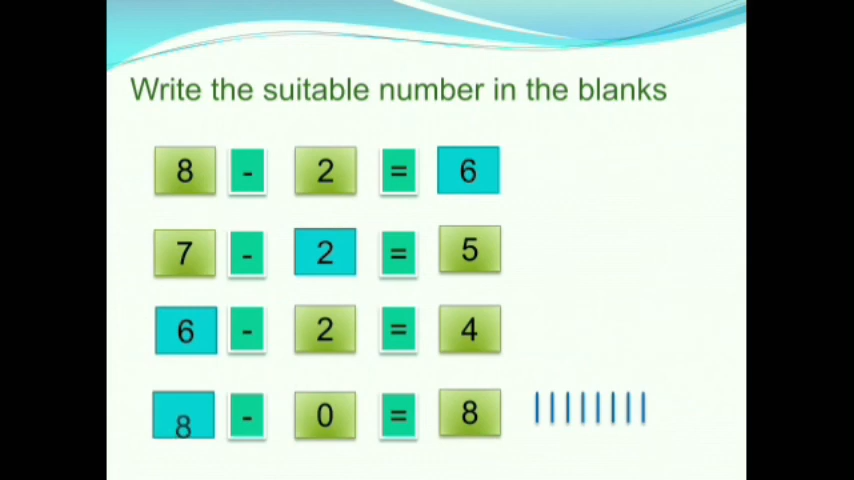 Write the suitable number in the blanks
8 - 2 = 6
7 - 2 = 5
6 - 2 = 4
8 - 0 = 8